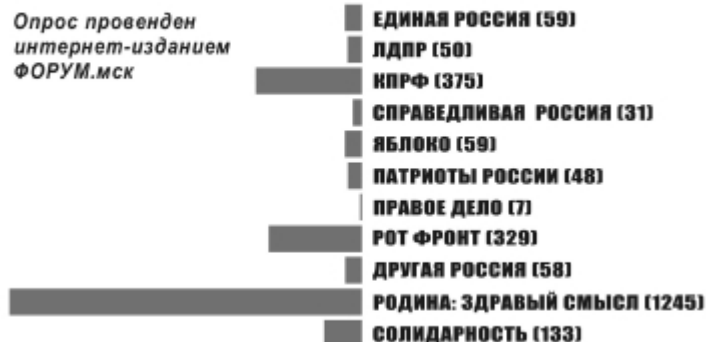 Опрос провенден
интернет-изданием
ФОРУМ.мск
ЕДИНАЯ РОССИЯ (59)
ЛДПР (50)
КПРФ (375)
СПРАВЕДЛИВАЯ РОССИЯ (31)
ЯБЛОКО (59)
ПАТРИОТЫ РОССИИ (48)
ПРАВОЕ ДЕЛО (7)
РОТ ФРОНТ (329)
ДРУГАЯ РОССИЯ (58)
РОДИНА: ЗДРАВЫЙ СМЫСЛ (1245)
СОЛИДАРНОСТЬ (133)